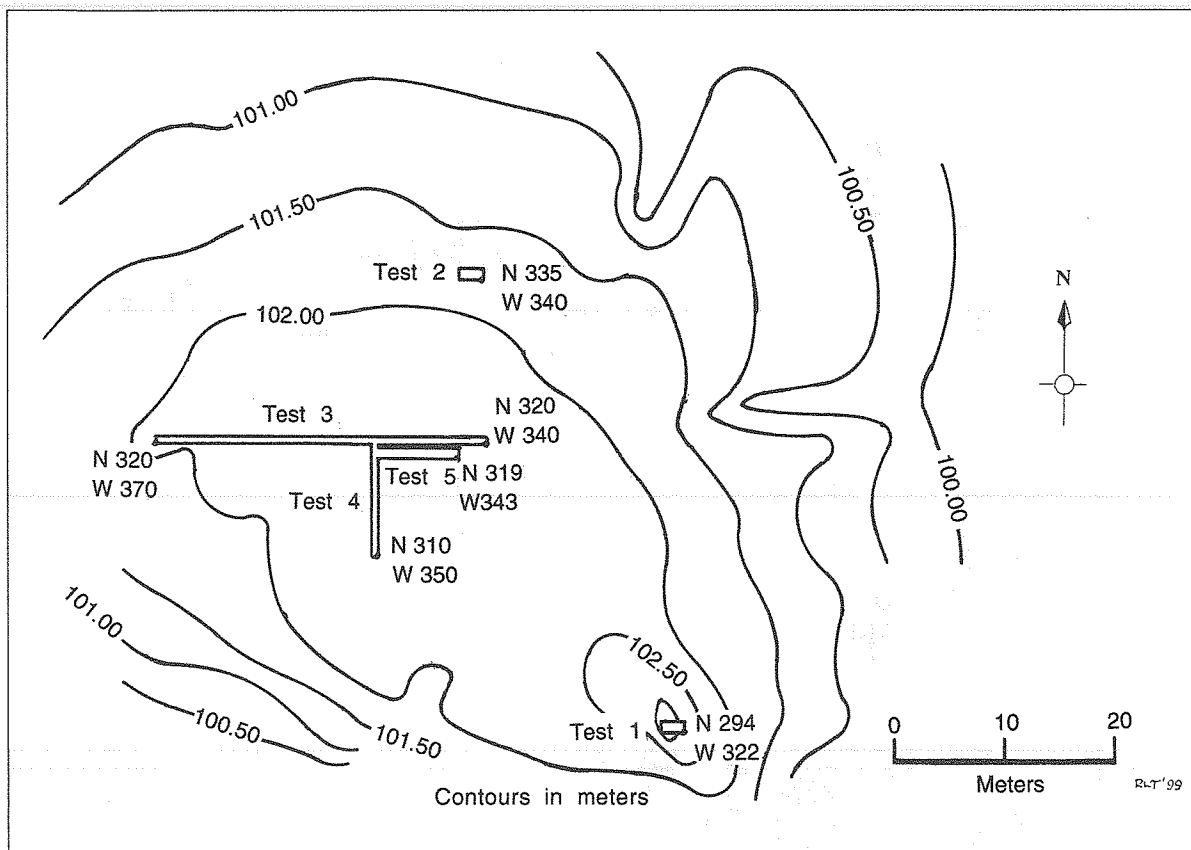 101.00
100.50
101.50
Test 2
N 335
W 340
N
102.00
Test 3
N 320
W 340
N 320
W 370
Test 5
N 319
W343
Test 4
100.00
N 310
W 350
101.00
100.50
101.50
102.50
Test 1
N 294
W 322
0 10 20
Meters
RLT'99
Contours in meters